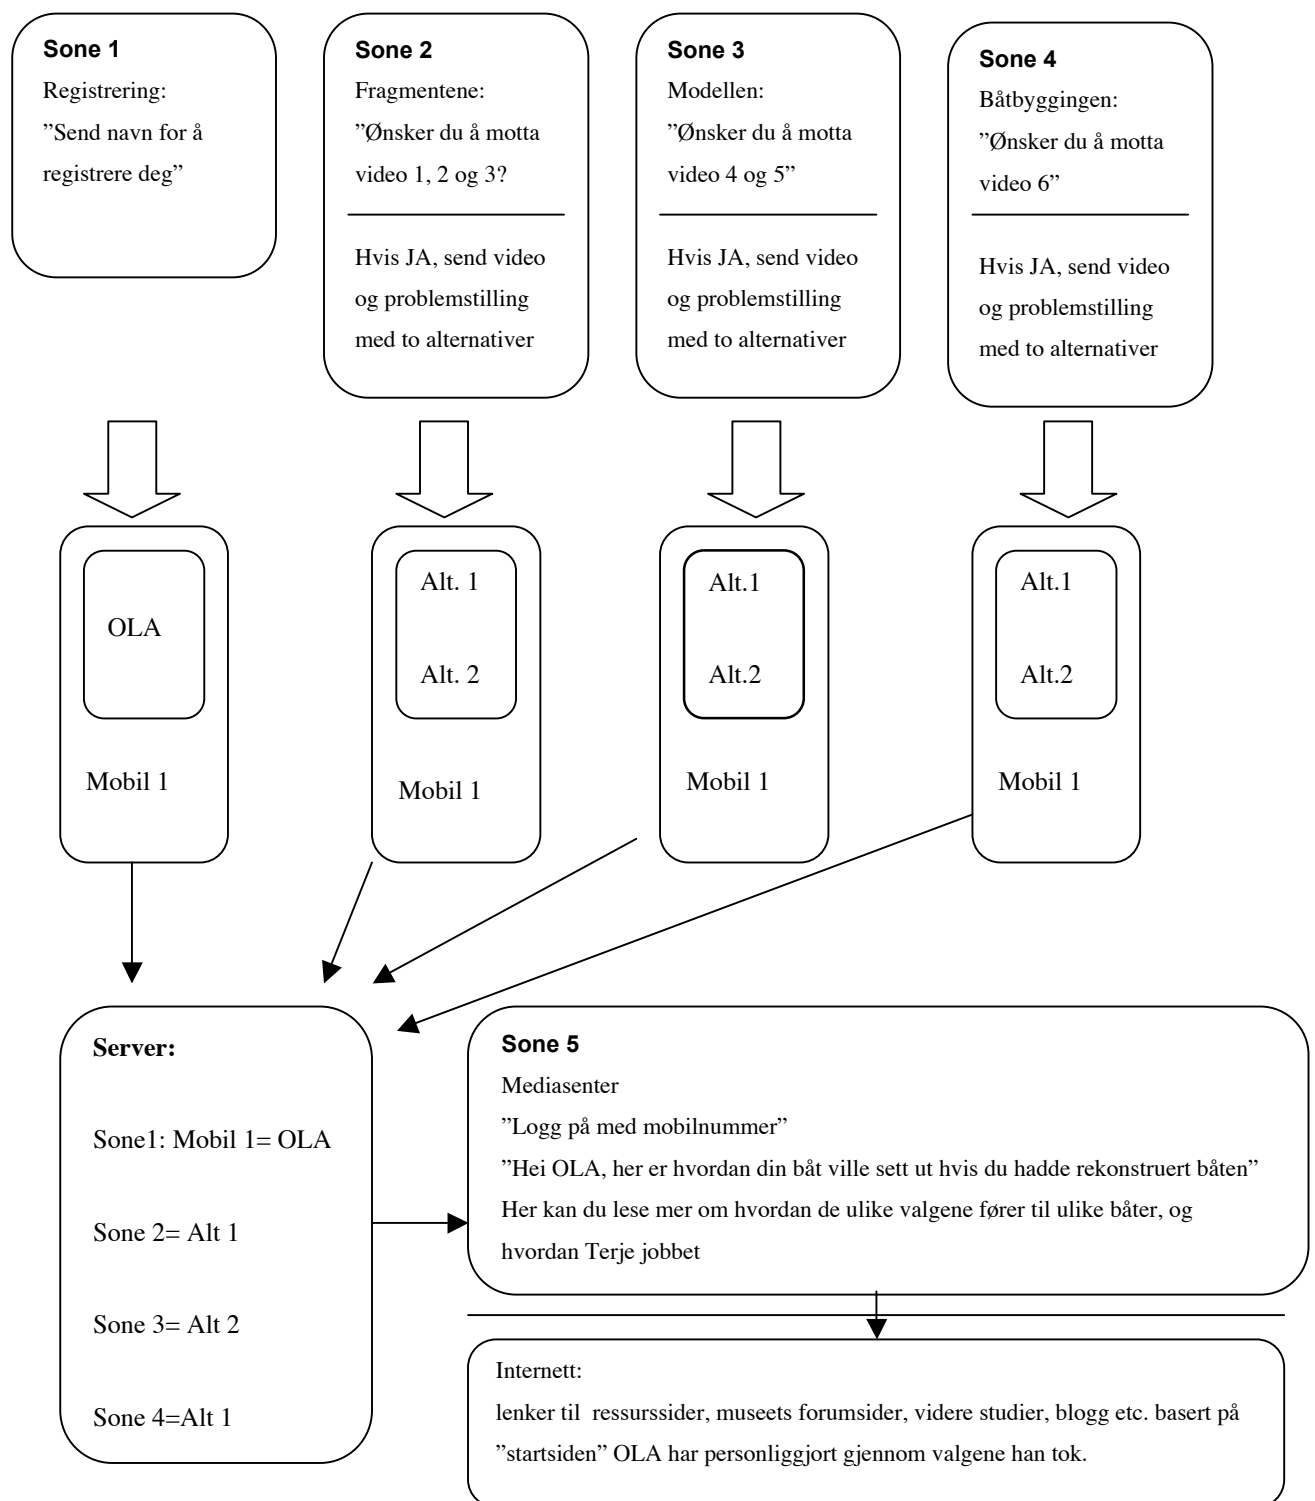 Sone 1
Registrering:
”Send navn for å
registrere deg”
Sone 2
Fragmentene:
”Ønsker du å motta
video 1, 2 og 3?
Hvis JA, send video
og problemstilling
med to alternativer
Sone 3
Modellen:
”Ønsker du å motta
video 4 og 5”
Hvis JA, send video
og problemstilling
med to alternativer
Sone 4
Båtbyggingen:
”Ønsker du å motta
video 6”
Hvis JA, send video
og problemstilling
med to alternativer
OLA
Mobil 1
Alt. 1
Alt. 2
Mobil 1
Alt.1
Alt.2
Mobil 1
Alt.1
Alt.2
Mobil 1
Server:
Sone1: Mobil 1= OLA
Sone 2= Alt 1
Sone 3= Alt 2
Sone 4=Alt 1
Sone 5
Mediasenter
”Logg på med mobilnummer”
”Hei OLA, her er hvordan din båt ville sett ut hvis du hadde rekonstruert båten”
Her kan du lese mer om hvordan de ulike valgene fører til ulike båter, og
hvordan Terje jobbet
Internett:
lenker til  ressurssider, museets forumsider, videre studier, blogg etc. basert på
”startsiden” OLA har personliggjort gjennom valgene han tok.